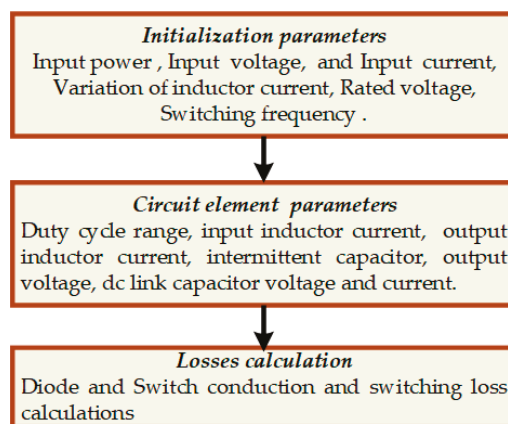 Initialization parameters
Input power , Input voltage, and Input current,
Variation of inductor current, Rated voltage,
Switching frequency .
Circuit element parameters
Duty cycle range, input inductor current, output
inductor current, intermittent capacitor, output
voltage, dc link capacitor voltage and current.
Losses calculation
Diode and Switch conduction and switching loss
calculations